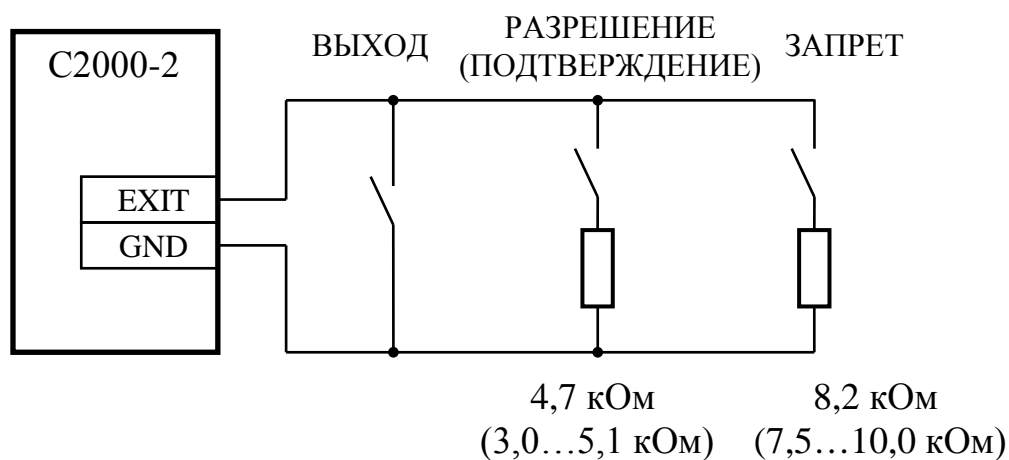 С2000-2
ВЫХОД
РАЗРЕШЕНИЕ
(ПОДТВЕРЖДЕНИЕ)
ЗАПРЕТ
EXIT
GND
4,7 кОм
(3,0…5,1 кОм)
8,2 кОм
(7,5…10,0 кОм)